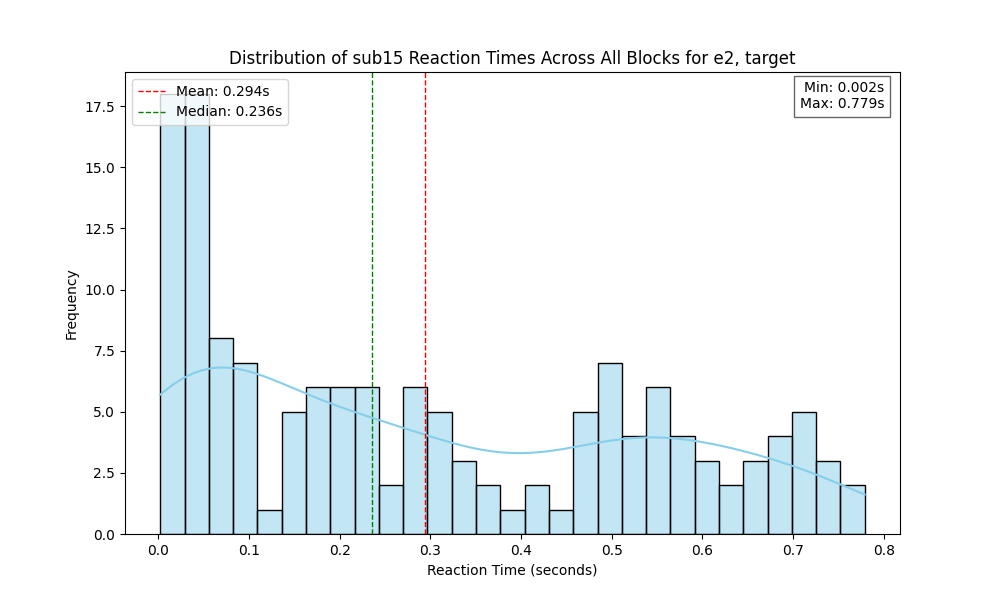 Distribution of sub15 Reaction Times Across All Blocks for e2, target
Mean: 0.294s
Median: 0.236s
Min: 0.002s
Max: 0.779s
17.5
15.0
12.5
10.0
7.5
5.0
2.5
0.0
Frequency
0.0 0.1 0.2 0.3 0.4 0.5 0.6 0.7 0.8
Reaction Time (seconds)